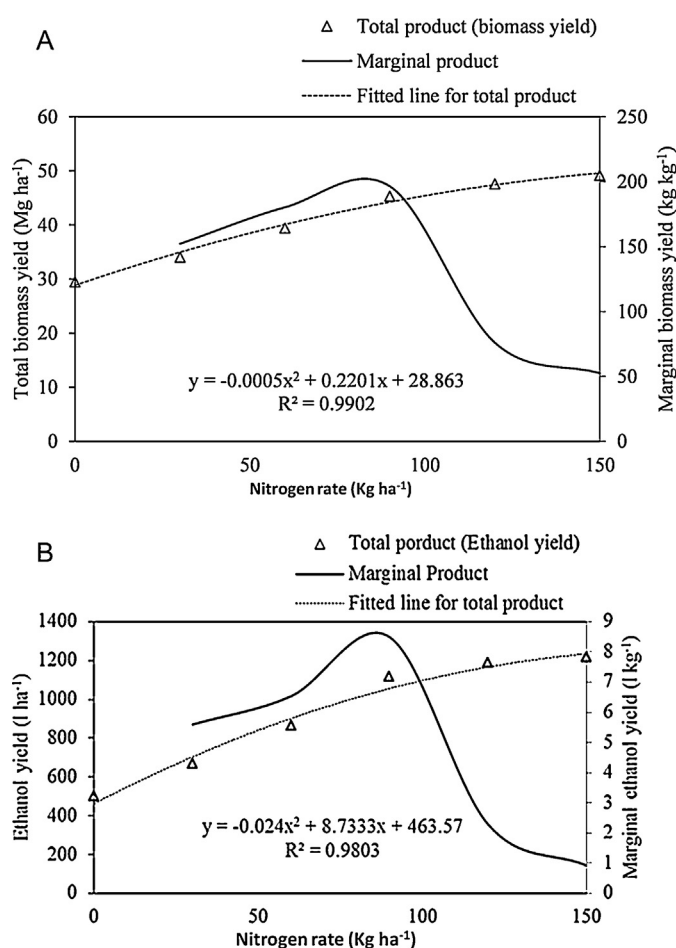 A
Total product (biomass yield)
Marginal product
Fitted line for total product
Total biomass yield (Mg ha⁻¹)
60
50
40
30
20
10
0
Marginal biomass yield (kg kg⁻¹)
250
200
150
100
50
0
y = -0.0005x² + 0.2201x + 28.863
R² = 0.9902
0 50 100 150
Nitrogen rate (Kg ha⁻¹)
B
Total porduct (Ethanol yield)
Marginal Product
Fitted line for total product
Ethanol yield (l ha⁻¹)
1400
1200
1000
800
600
400
200
0
Marginal ethanol yield (l kg⁻¹)
9
8
7
6
5
4
3
2
1
0
y = -0.024x² + 8.7333x + 463.57
R² = 0.9803
0 50 100 150
Nitrogen rate (Kg ha⁻¹)